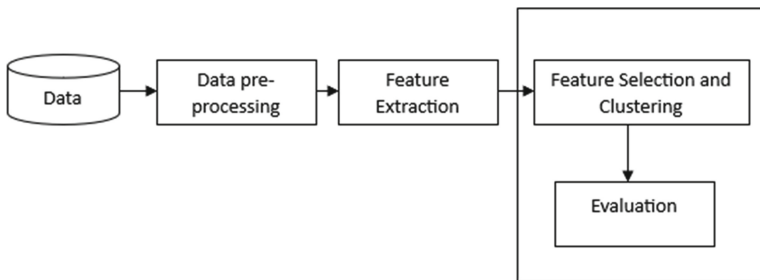 Data
Data pre-
processing
Feature
Extraction
Feature Selection and
Clustering
Evaluation